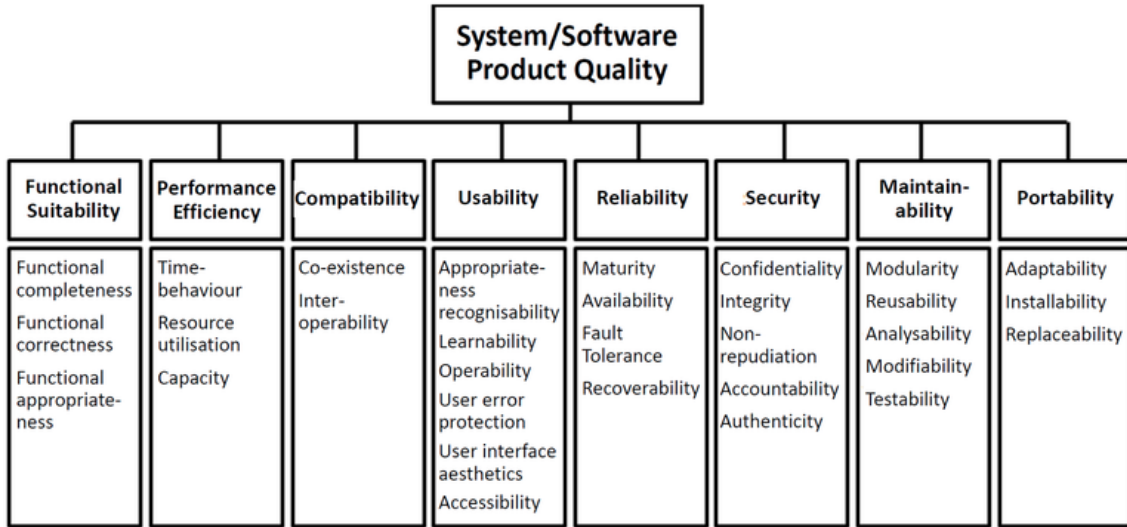 System/Software
Product Quality
Functional
Suitability
Performance
Efficiency
Compatibility
Usability
Reliability
Security
Maintain-
ability
Portability
Functional
completeness
Functional
correctness
Functional
appropriate-
ness
Time-
behaviour
Resource
utilisation
Capacity
Co-existence
Inter-
operability
Appropriate-
ness
recognisability
Learnability
Operability
User error
protection
User interface
aesthetics
Accessibility
Maturity
Availability
Fault
Tolerance
Recoverability
Confidentiality
Integrity
Non-
repudiation
Accountability
Authenticity
Modularity
Reusability
Analysability
Modifiability
Testability
Adaptability
Installability
Replaceability